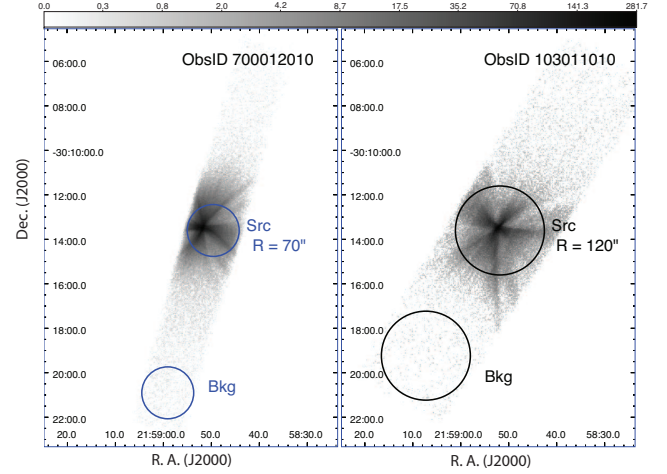 0.0 0.3 0.8 1.0 2.0 4.2 8.7 17.5 35.2 70.8 141.3 281.7
ObsID 700012010 ObsID 103011010
06:00.0 06:00.0
08:00.0 08:00.0
-30:10:00.0 -30:10:00.0
12:00.0 12:00.0
Src Src
R = 70" R = 120"
14:00.0 14:00.0
16:00.0 16:00.0
18:00.0 18:00.0
20:00.0 20:00.0
Bkg Bkg
22:00.0 22:00.0
20.0 10.0 21:59:00.0 50.0 40.0 58:30.0 20.0 10.0 21:59:00.0 50.0 40.0 58:30.0
R. A. (J2000) R. A. (J2000)
Dec. (J2000)